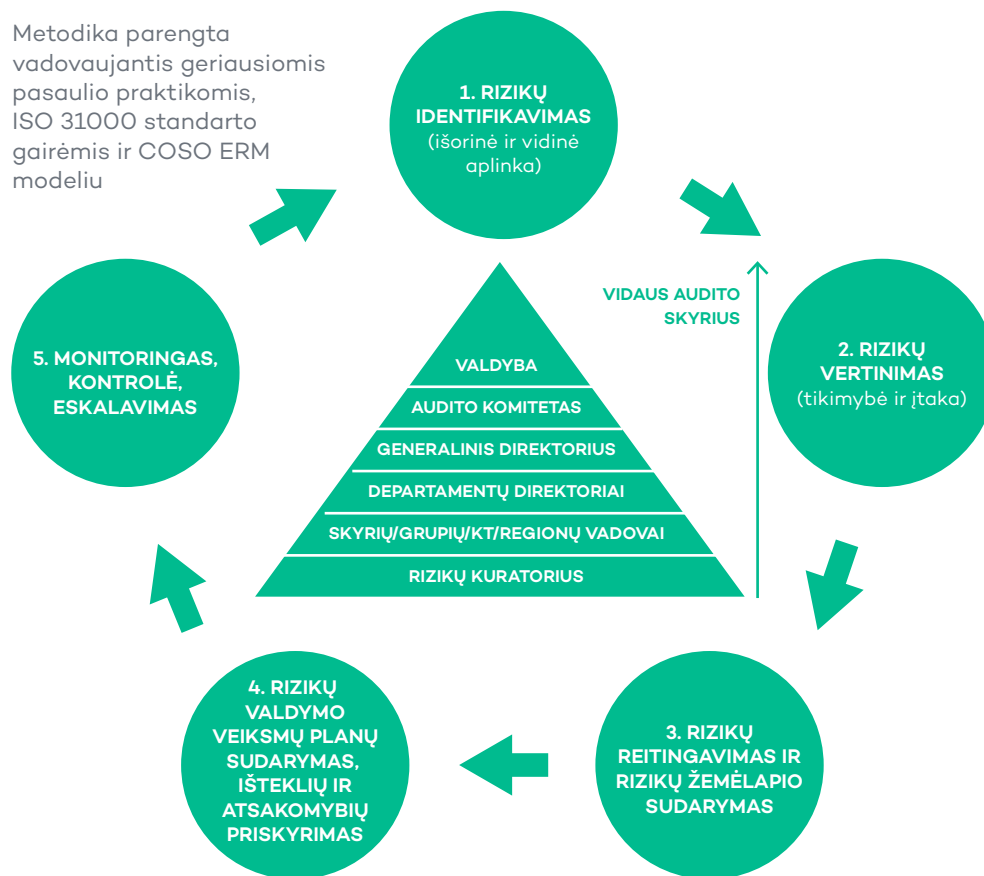 Metodika parengta
vadovaujantis geriausiomis
pasaulio praktikomis,
ISO 31000 standarto
gairėmis ir COSO ERM
modeliu
1. RIZIKŲ
IDENTIFIKAVIMAS
(išorinė ir vidinė
aplinka)
VIDAUS AUDITO
SKYRIUS
2. RIZIKŲ
VERTINIMAS
(tikimybė ir įtaka)
5. MONITORINGAS,
KONTROLĖ,
ESKALAVIMAS
VALDYBA
AUDITO KOMITETAS
GENERALINIS DIREKTORIUS
DEPARTAMENTŲ DIREKTORIAI
SKYRIŲ/GRUPIŲ/KT/REGIONŲ VADOVAI
RIZIKŲ KURATORIUS
3. RIZIKŲ
REITINGAVIMAS IR
RIZIKŲ ŽEMĖLAPIO
SUDARYMAS
4. RIZIKŲ
VALDYMO
VEIKSMŲ PLANŲ
SUDARYMAS,
IŠTEKLIŲ IR
ATSAKOMYBIŲ
PRISKYRIMAS